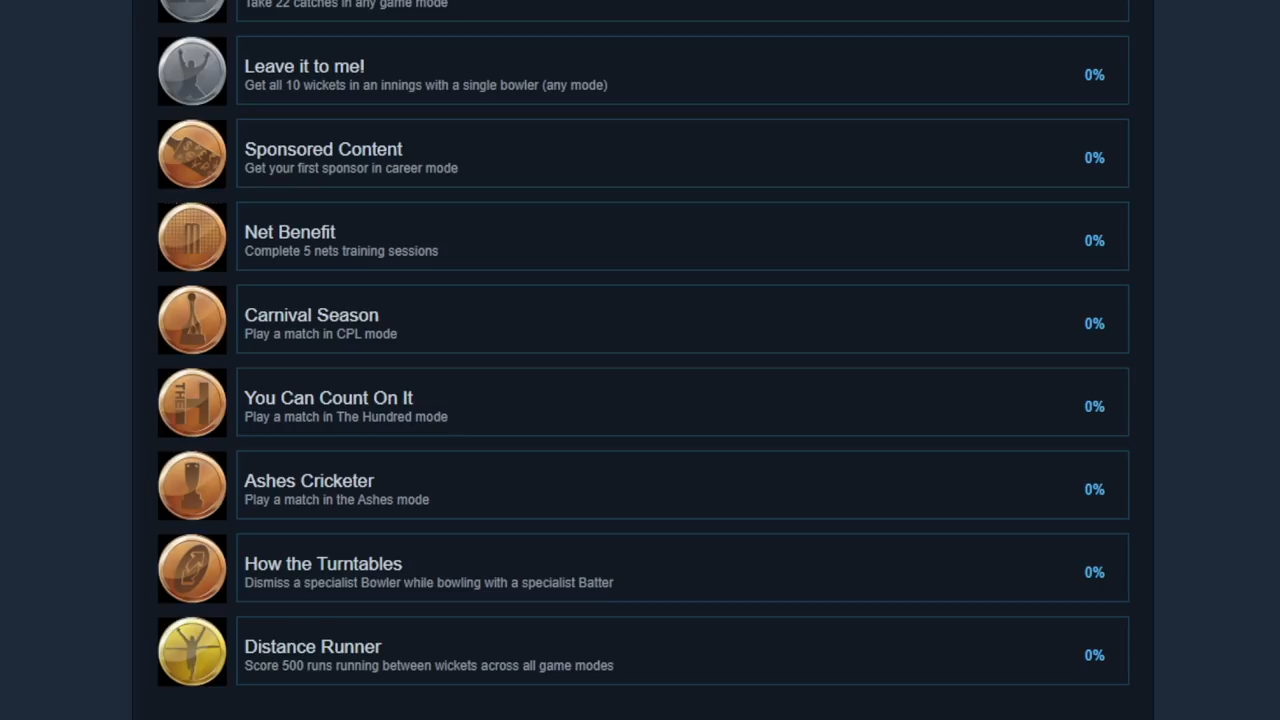 Take 22 catches in any game mode
Leave it to me!
Get all 10 wickets in an innings with a single bowler (any mode)
0%
Sponsored Content
Get your first sponsor in career mode
0%
Net Benefit
Complete 5 nets training sessions
0%
Carnival Season
Play a match in CPL mode
0%
THE H
You Can Count On It
Play a match in The Hundred mode
0%
Ashes Cricketer
Play a match in the Ashes mode
0%
How the Turntables
Dismiss a specialist Bowler while bowling with a specialist Batter
0%
Distance Runner
Score 500 runs running between wickets across all game modes
0%